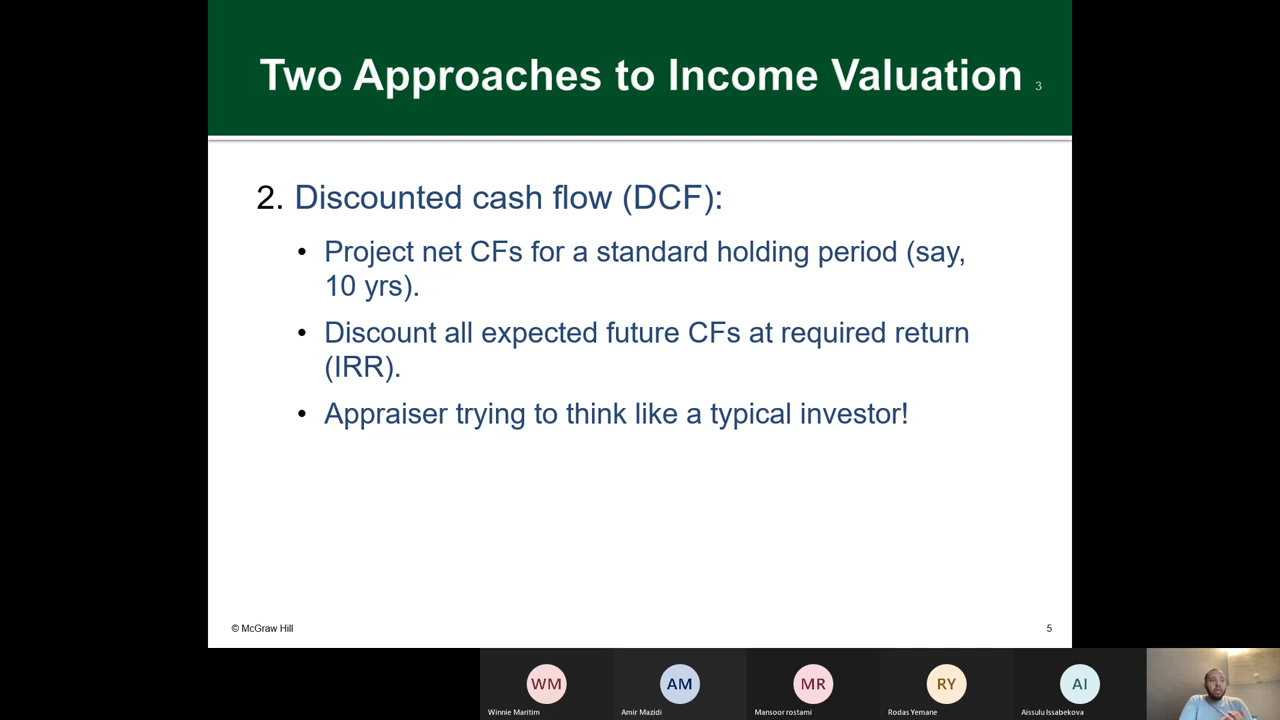 Two Approaches to Income Valuation 3
2. Discounted cash flow (DCF):
• Project net CFs for a standard holding period (say,
10 yrs).
• Discount all expected future CFs at required return
(IRR).
• Appraiser trying to think like a typical investor!
© McGraw Hill
5
WM
AM
MR
RY
AI
Winnie Maritim
Amir Mazidi
Mansoor rostami
Rodas Yemane
Aissulu Issabekova